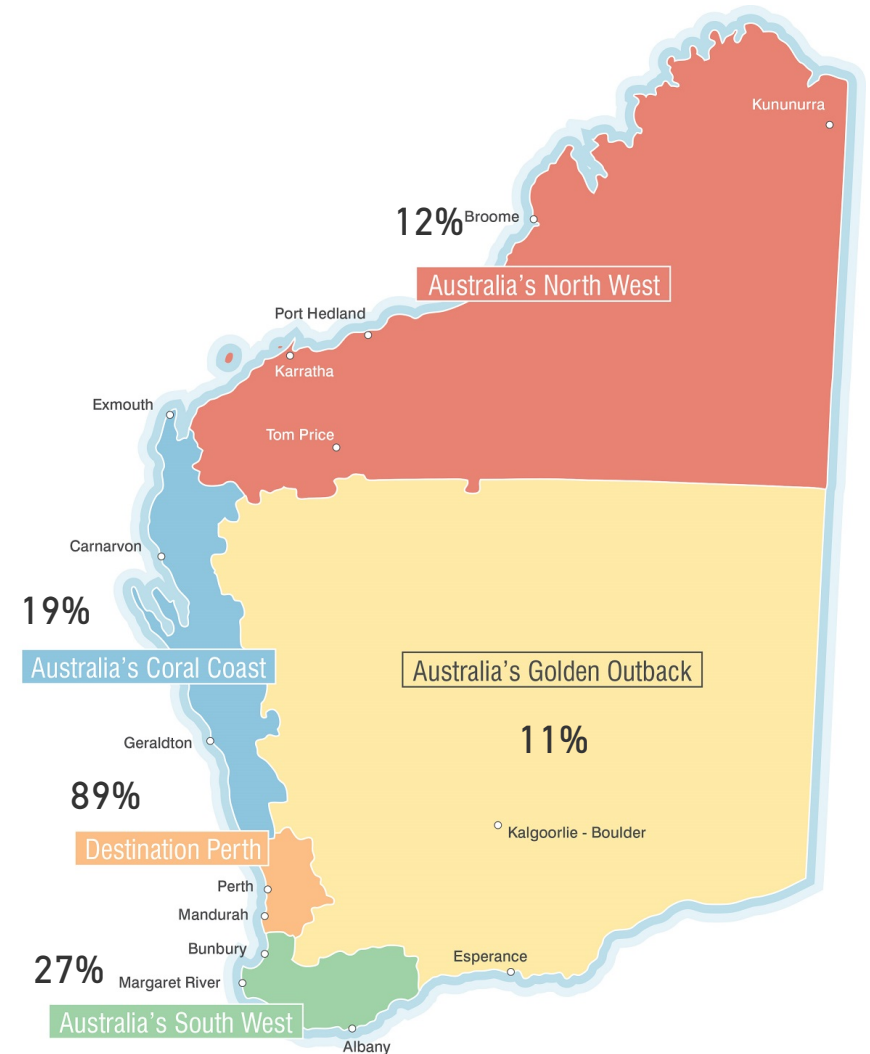 Kununurra
12%
Broome
Australia's North West
Port Hedland
Karratha
Exmouth
Tom Price
Carnarvon
19%
Australia's Coral Coast
Australia's Golden Outback
11%
Geraldton
89%
Kalgoorlie - Boulder
Destination Perth
Perth
Mandurah
Bunbury
Esperance
27%
Margaret River
Australia's South West
Albany